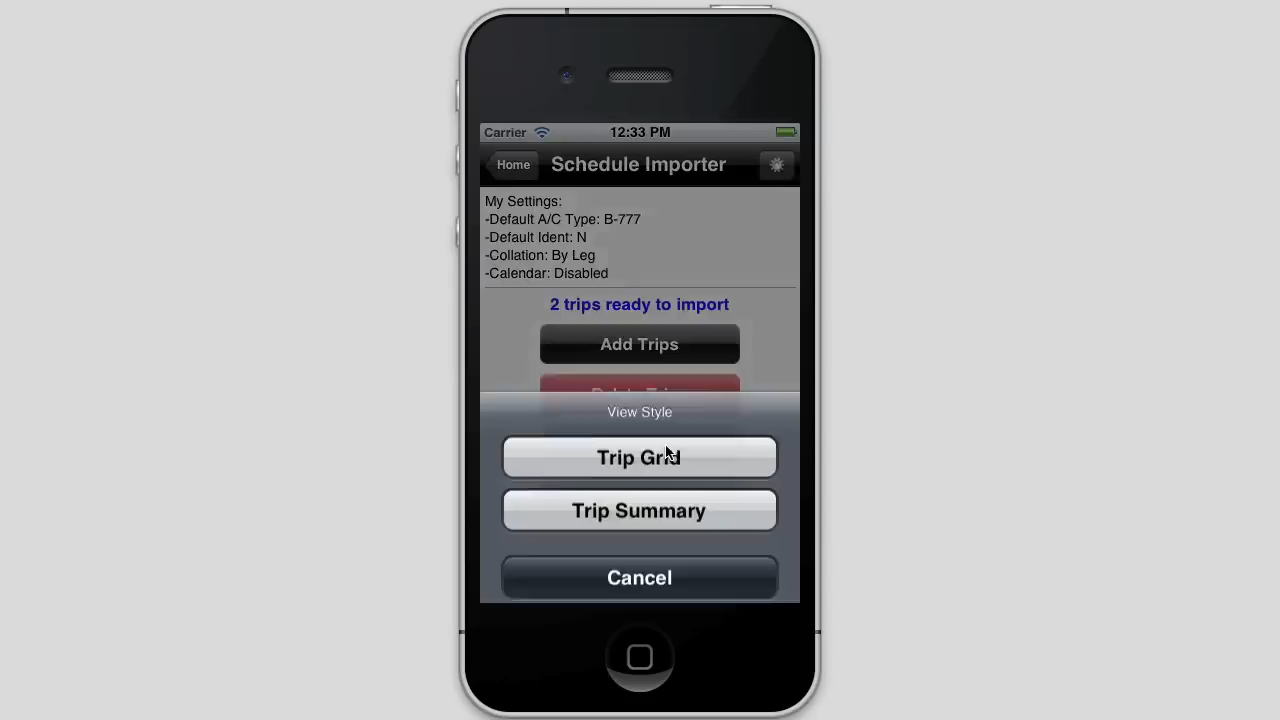 Carrier 12:33 PM
Home Schedule Importer
My Settings:
-Default A/C Type: B-777
-Default Ident: N
-Collation: By Leg
-Calendar: Disabled
2 trips ready to import
Add Trips
View Style
Trip Grid
Trip Summary
Cancel